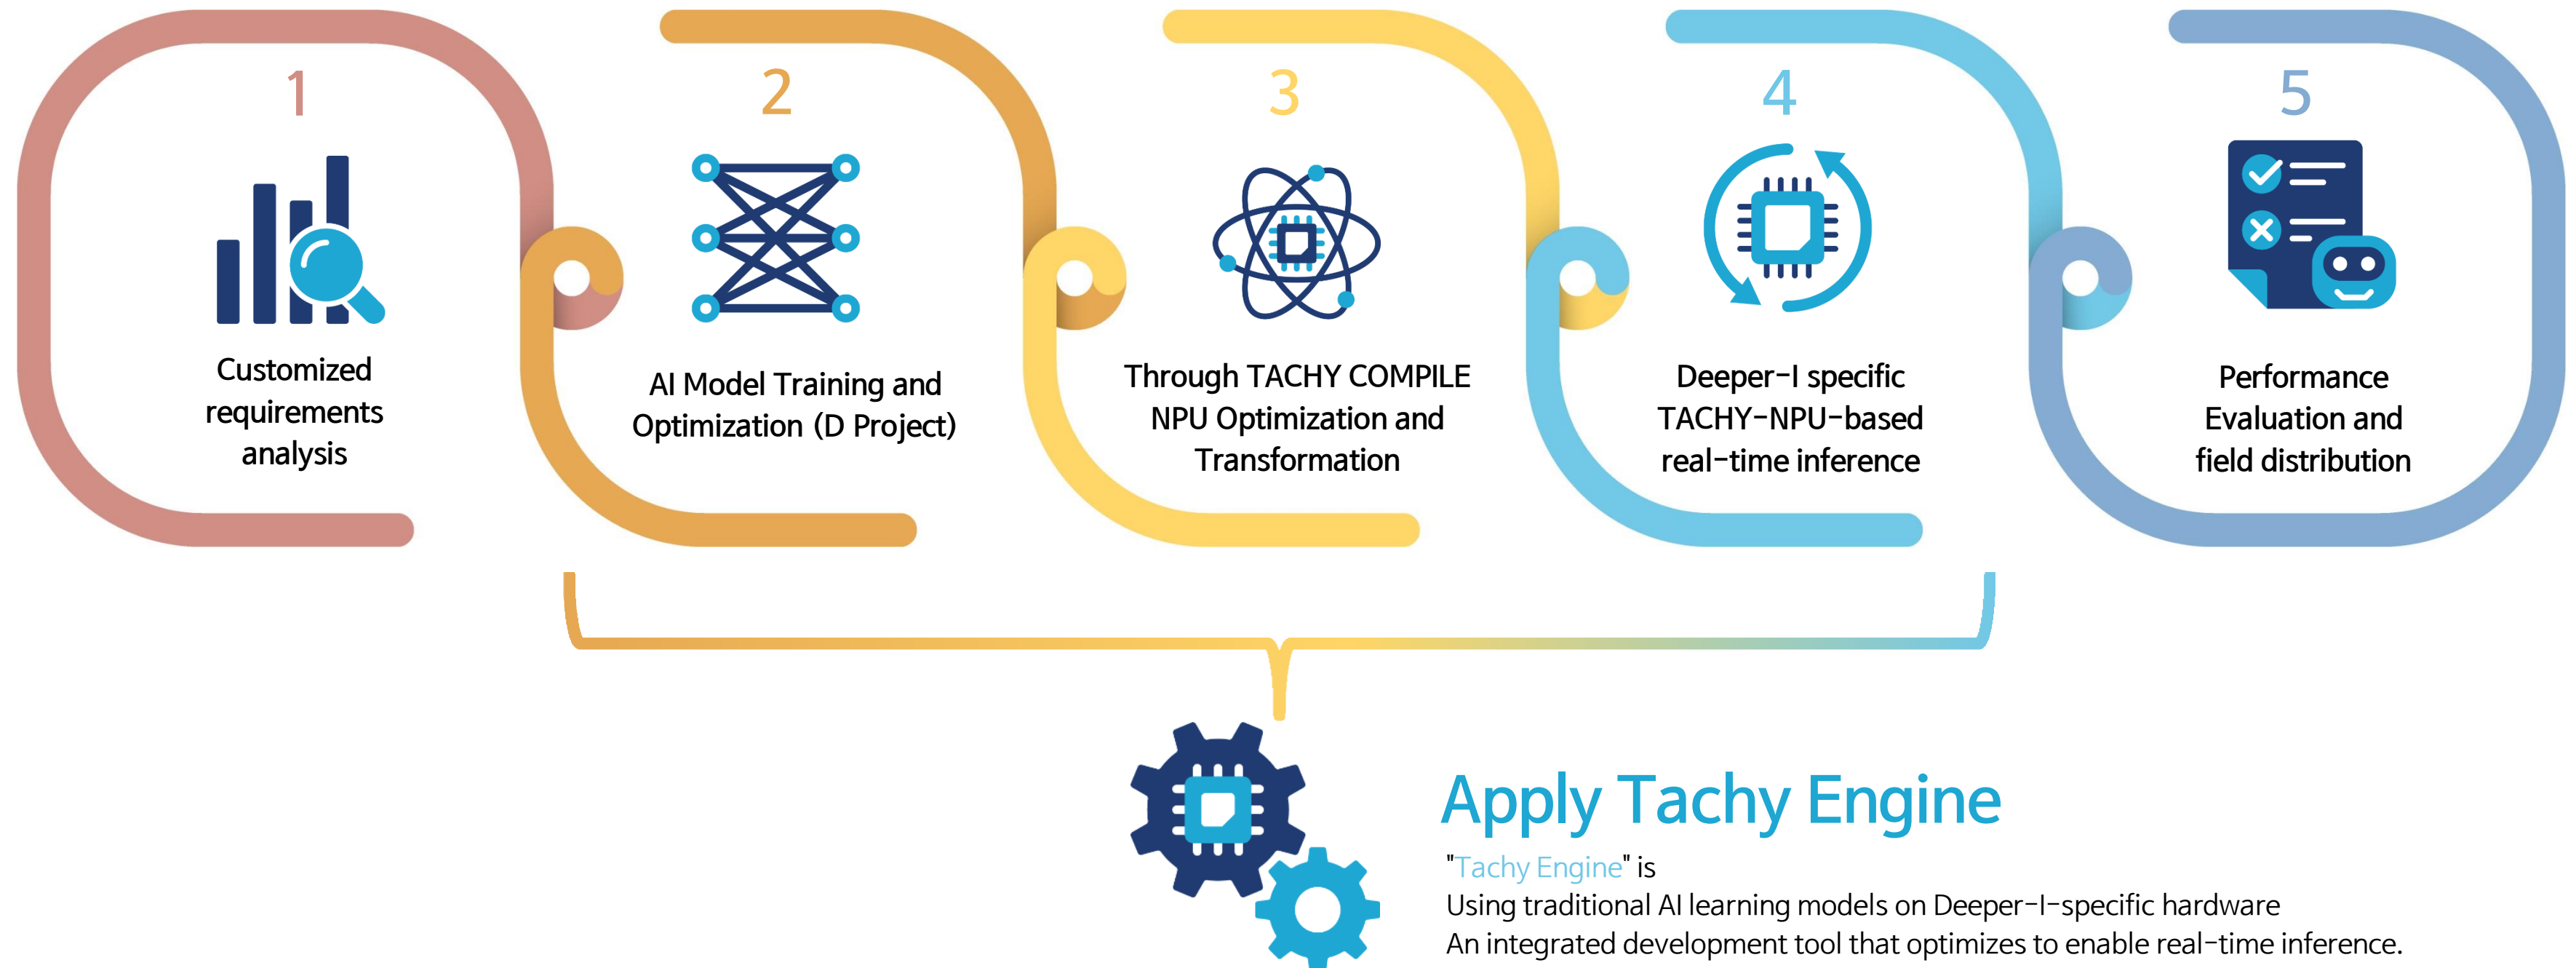 1
Customized
requirements
analysis
2
AI Model Training and
Optimization (D Project)
3
Through TACHY COMPILE
NPU Optimization and
Transformation
4
Deeper-I specific
TACHY-NPU-based
real-time inference
5
Performance
Evaluation and
field distribution
Apply Tachy Engine
"Tachy Engine" is
Using traditional AI learning models on Deeper-I-specific hardware
An integrated development tool that optimizes to enable real-time inference.